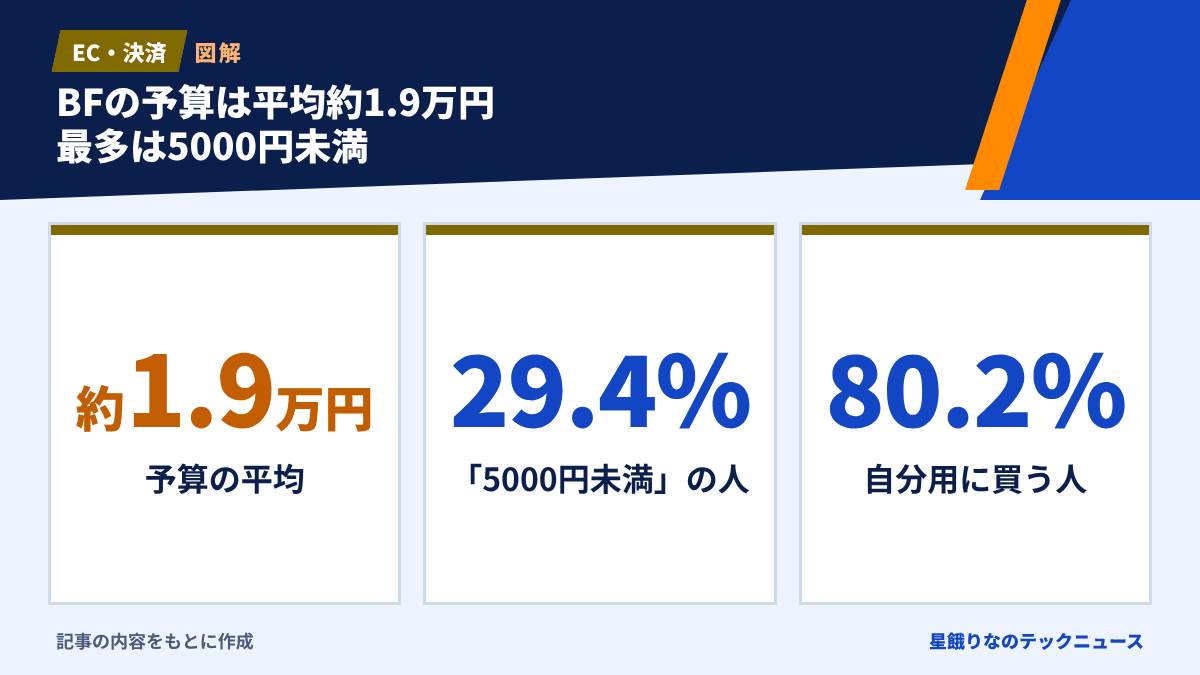 EC・決済 図解
BFの予算は平均約1.9万円
最多は5000円未満
約1.9万円
予算の平均
29.4%
「5000円未満」の人
80.2%
自分用に買う人
記事の内容をもとに作成
星餓りなのテックニュース